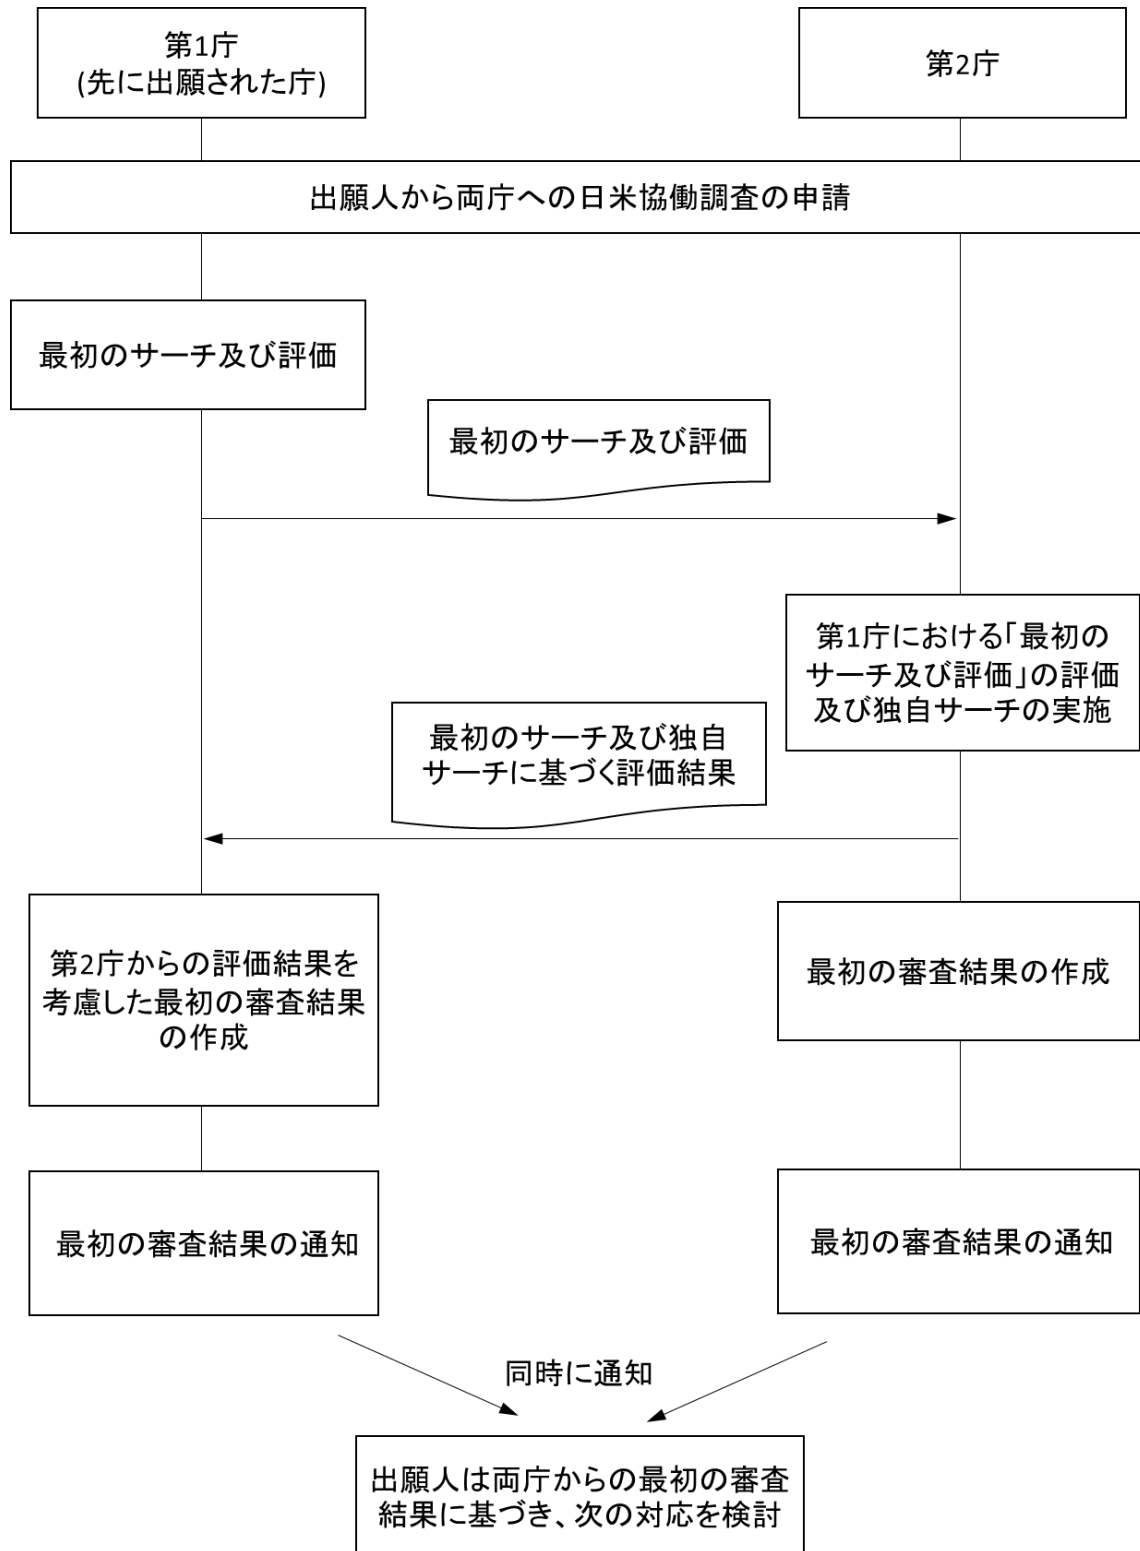 第1庁
(先に出願された庁)
第2庁
出願人から両庁への日米協働調査の申請
最初のサーチ及び評価
最初のサーチ及び評価
第1庁における「最初の
サーチ及び評価」の評価
及び独自サーチの実施
最初のサーチ及び独自
サーチに基づく評価結果
第2庁からの評価結果を
考慮した最初の審査結果
の作成
最初の審査結果の作成
最初の審査結果の通知
最初の審査結果の通知
同時に通知
出願人は両庁からの最初の審査
結果に基づき、次の対応を検討